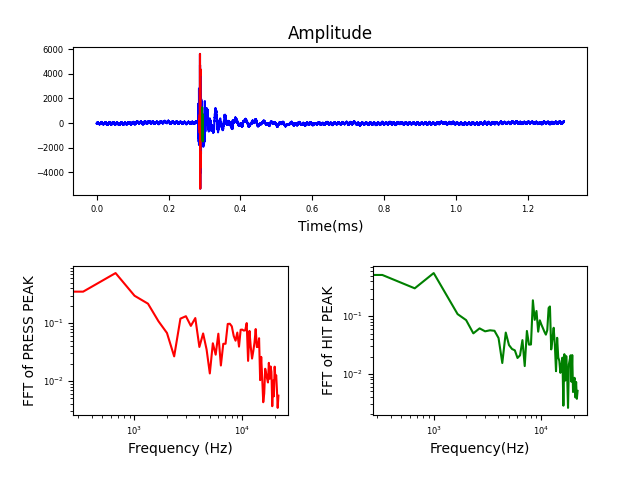 Amplitude
6000
4000
2000
0
−2000
−4000
0.0 0.2 0.4 0.6 0.8 1.0 1.2
Time(ms)
FFT of PRESS PEAK
10⁻¹
10⁻²
10³ 10⁴
Frequency (Hz)
FFT of HIT PEAK
10⁻¹
10⁻²
10³ 10⁴
Frequency(Hz)